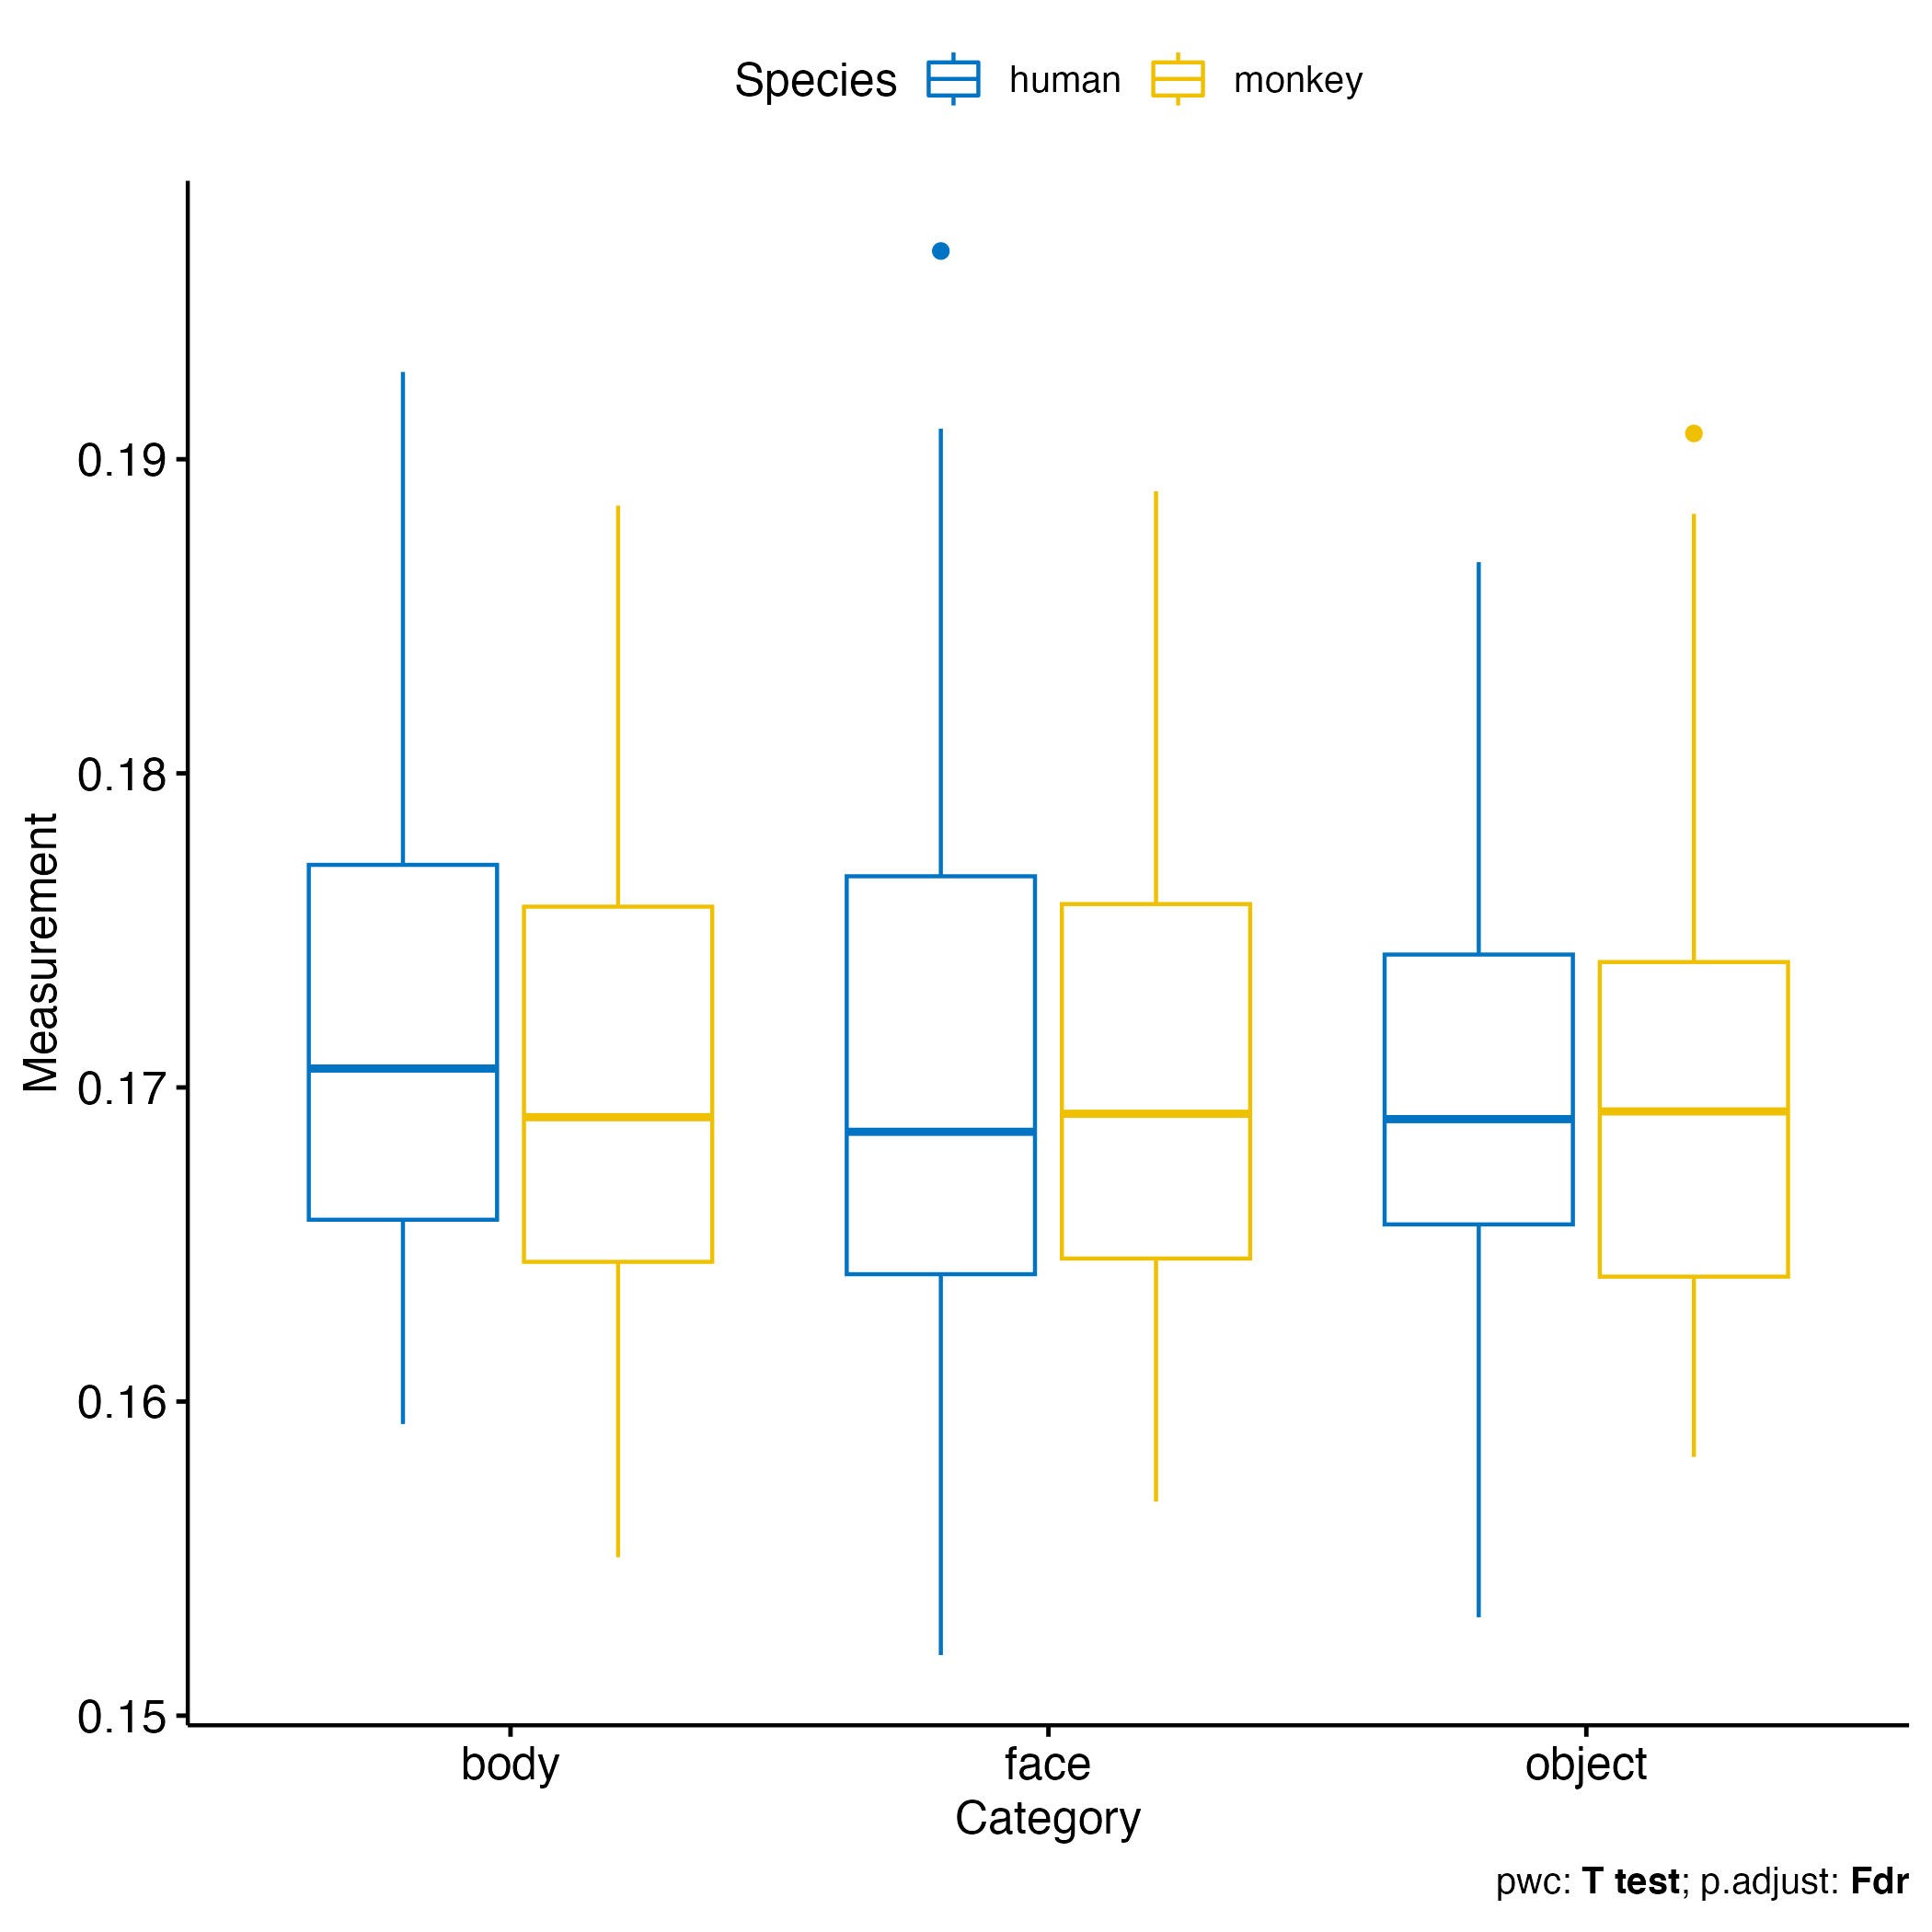 Species human monkey
Measurement
0.19
0.18
0.17
0.16
0.15
body face object
Category
pwc: T test; p.adjust: Fdr